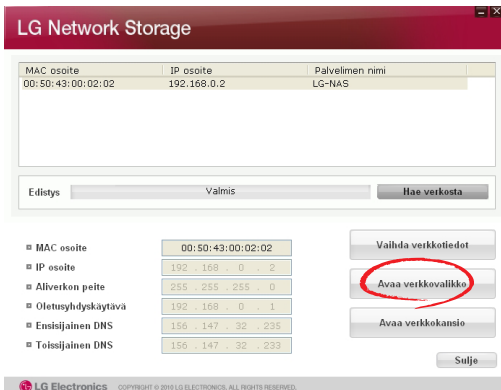 LG Network Storage
MAC osoite IP osoite Palvelimen nimi
00:50:43:00:02:02 192.168.0.2 LG-NAS
Edistys Valmis Hae verkosta
MAC osoite 00:50:43:00:02:02
IP osoite 192 . 168 . 0 . 2
Aliverkon peite 255 . 255 . 255 . 0
Oletusyhdyskäytävä 192 . 168 . 0 . 1
Ensisijainen DNS 156 . 147 . 32 . 235
Toissijainen DNS 156 . 147 . 32 . 233
Vaihda verkkotiedot
Avaa verkkovalikko
Avaa verkkokansio
Sulje
LG Electronics COPYRIGHT © 2010 LG ELECTRONICS. ALL RIGHTS RESERVED.